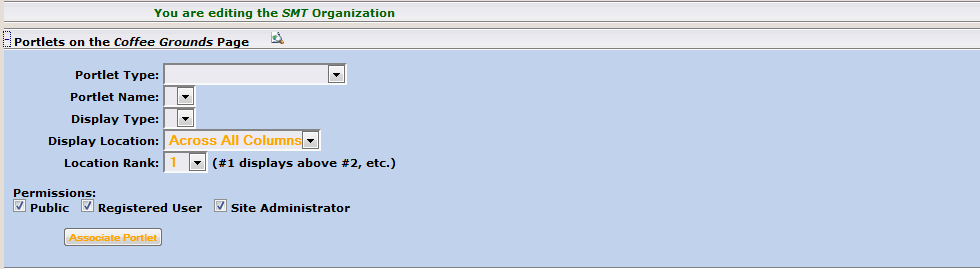 You are editing the SMT Organization
Portlets on the Coffee Grounds Page
Portlet Type:
Portlet Name:
Display Type:
Display Location: Across All Columns
Location Rank: 1 (#1 displays above #2, etc.)
Permissions:
Public Registered User Site Administrator
Associate Portlet